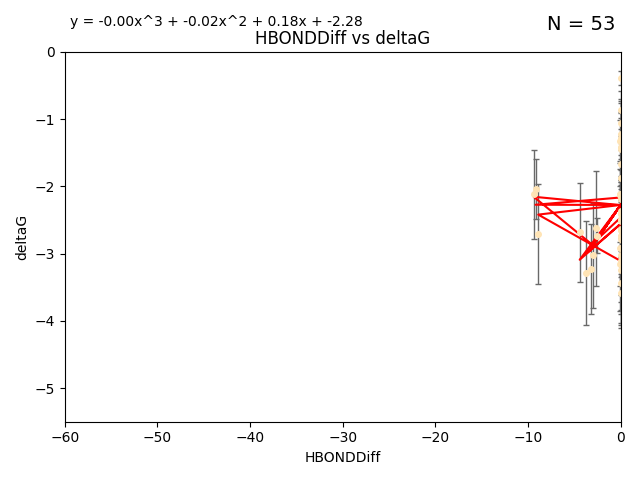 y = -0.00x^3 + -0.02x^2 + 0.18x + -2.28
N = 53
HBONDDiff vs deltaG
0
−1
−2
−3
−4
−5
deltaG
−60 −50 −40 −30 −20 −10 0
HBONDDiff